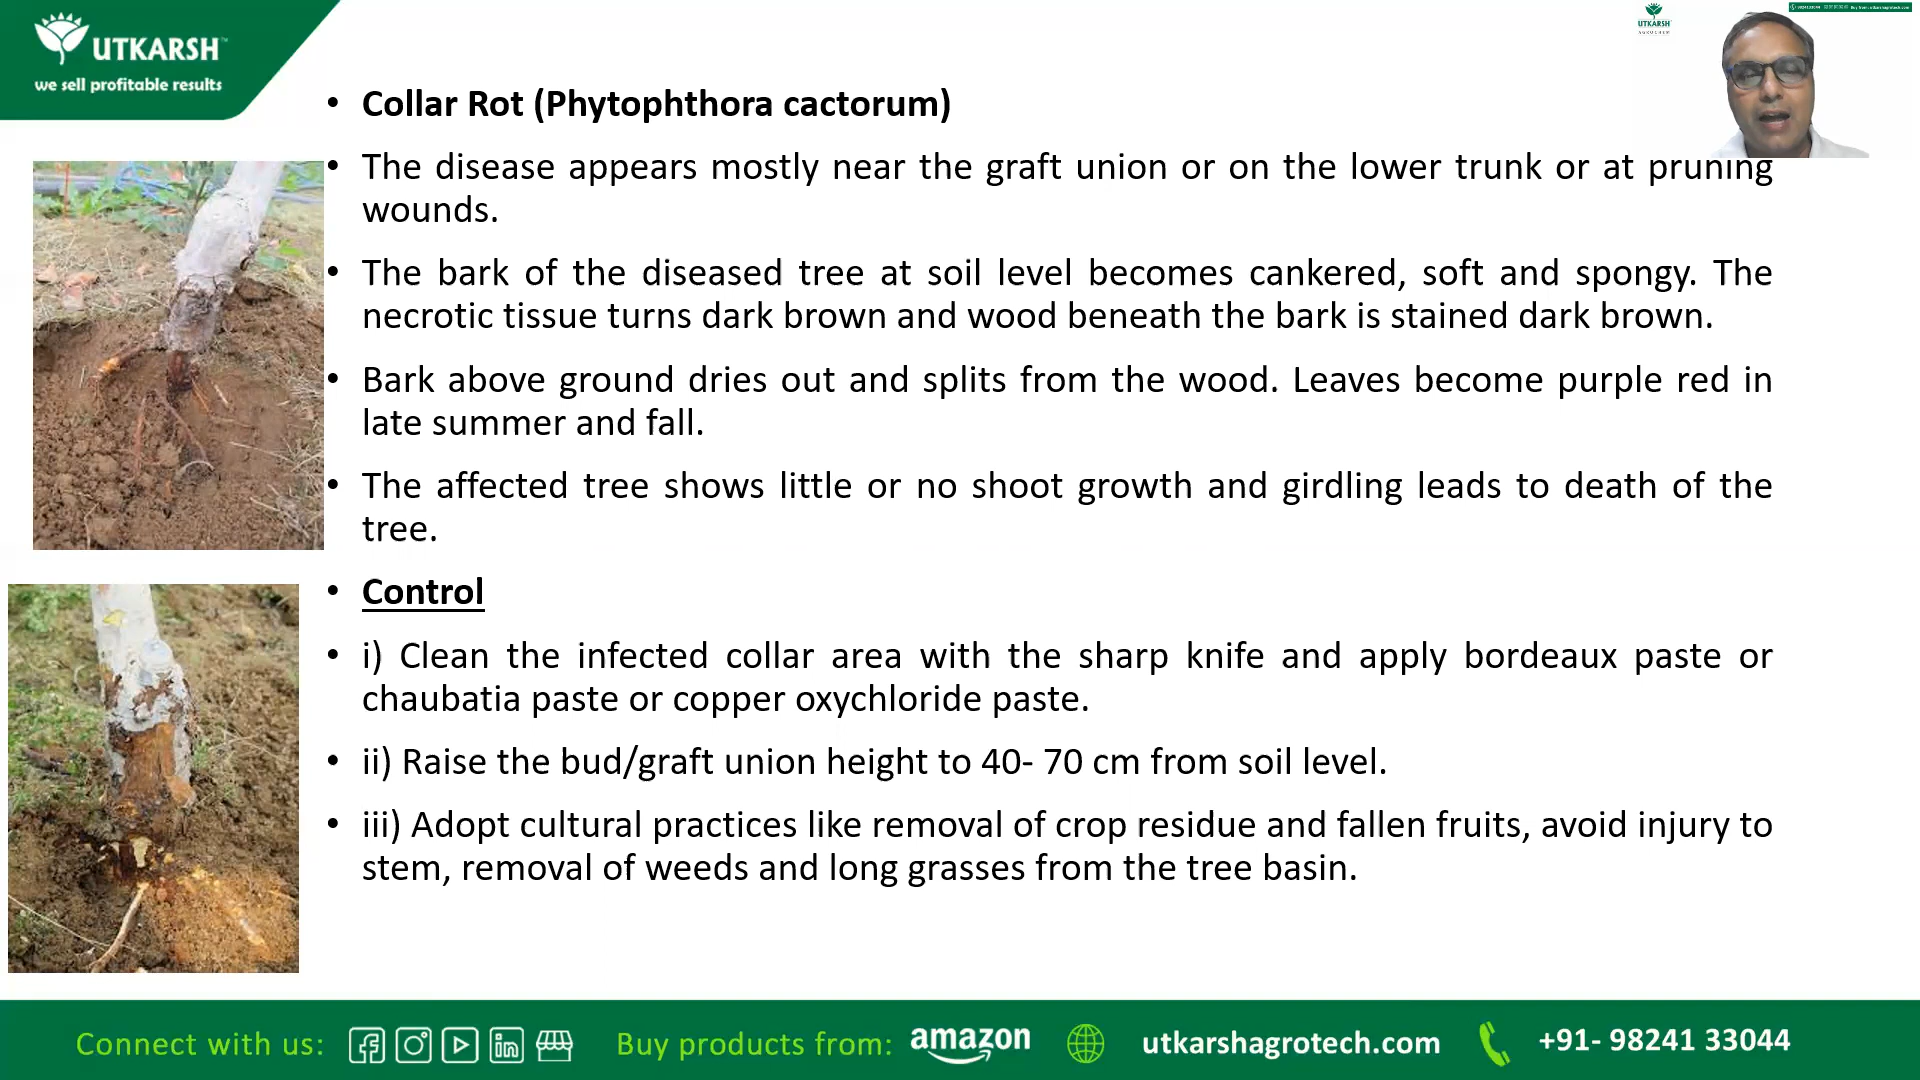 UTKARSH™
we sell profitable results
UTKARSH
AGROCHEM
• Collar Rot (Phytophthora cactorum)
• The disease appears mostly near the graft union or on the lower trunk or at pruning
wounds.
• The bark of the diseased tree at soil level becomes cankered, soft and spongy. The
necrotic tissue turns dark brown and wood beneath the bark is stained dark brown.
• Bark above ground dries out and splits from the wood. Leaves become purple red in
late summer and fall.
• The affected tree shows little or no shoot growth and girdling leads to death of the
tree.
• Control
• i) Clean the infected collar area with the sharp knife and apply bordeaux paste or
chaubatia paste or copper oxychloride paste.
• ii) Raise the bud/graft union height to 40- 70 cm from soil level.
• iii) Adopt cultural practices like removal of crop residue and fallen fruits, avoid injury to
stem, removal of weeds and long grasses from the tree basin.
Connect with us: Buy products from: amazon utkarshagrotech.com +91- 98241 33044